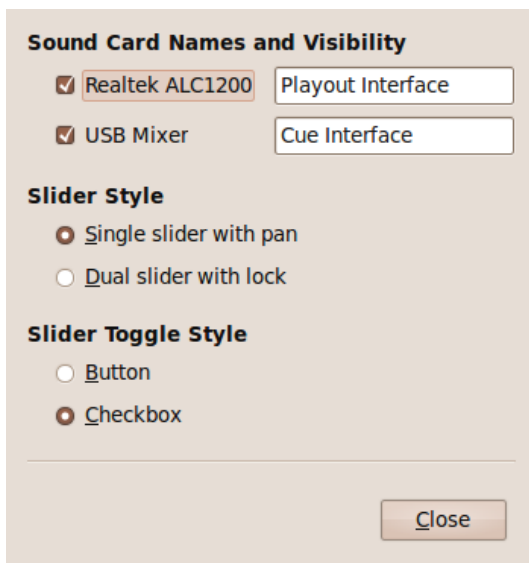 Sound Card Names and Visibility
Realtek ALC1200 Playout Interface
USB Mixer Cue Interface
Slider Style
Single slider with pan
Dual slider with lock
Slider Toggle Style
Button
Checkbox
Close